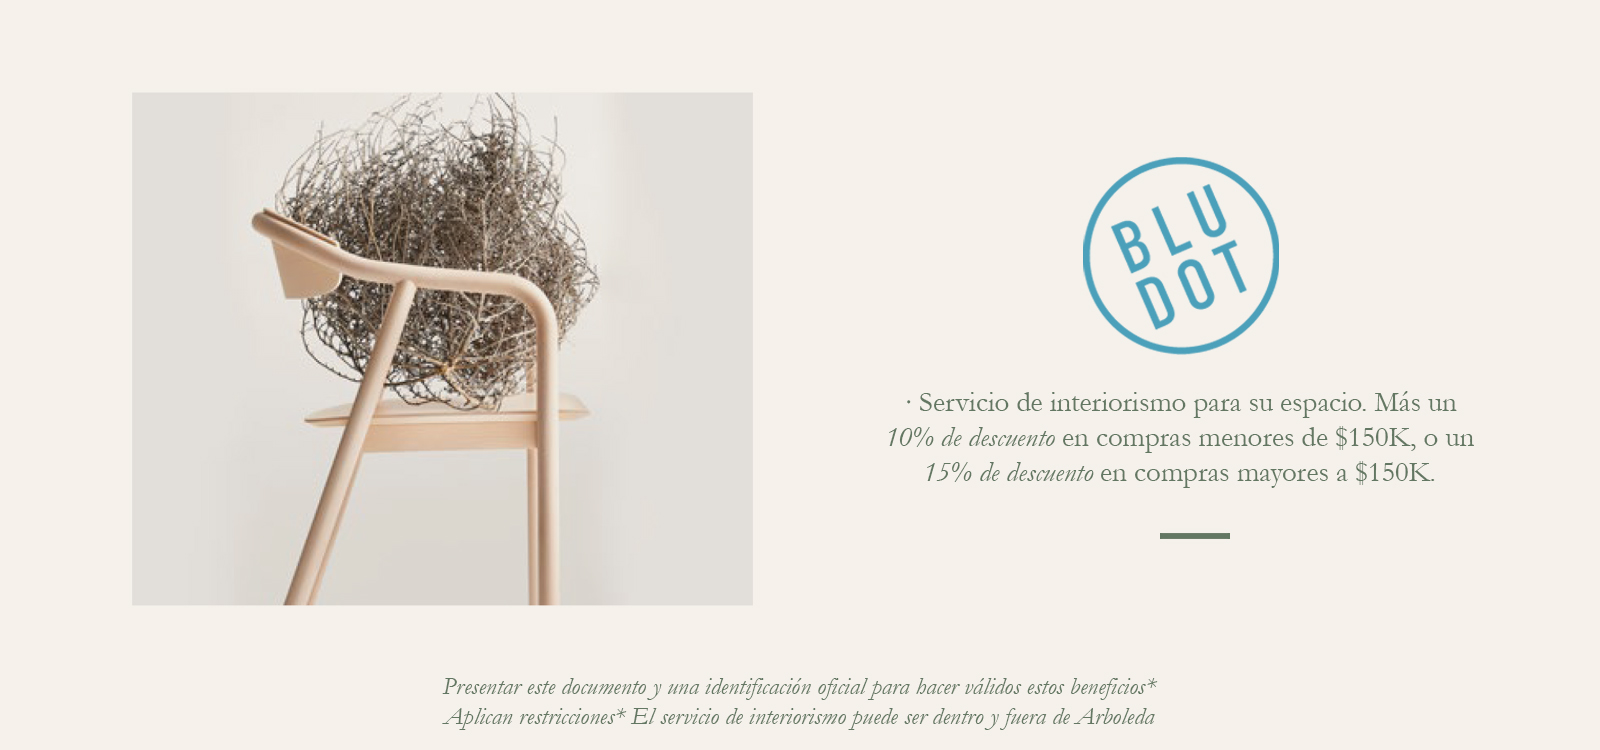 BLU
DOT
· Servicio de interiorismo para su espacio. Más un
10% de descuento en compras menores de $150K, o un
15% de descuento en compras mayores a $150K.
Presentar este documento y una identificación oficial para hacer válidos estos beneficios*
Aplican restricciones* El servicio de interiorismo puede ser dentro y fuera de Arboleda